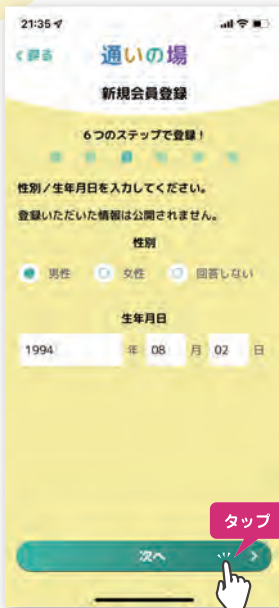 21:35
く戻る
通いの場
新規会員登録
6つのステップで登録！
性別／生年月日を入力してください。
登録いただいた情報は公開されません。
性別
男性 女性 回答しない
生年月日
1994 年 08 月 02 日
タップ
次へ >